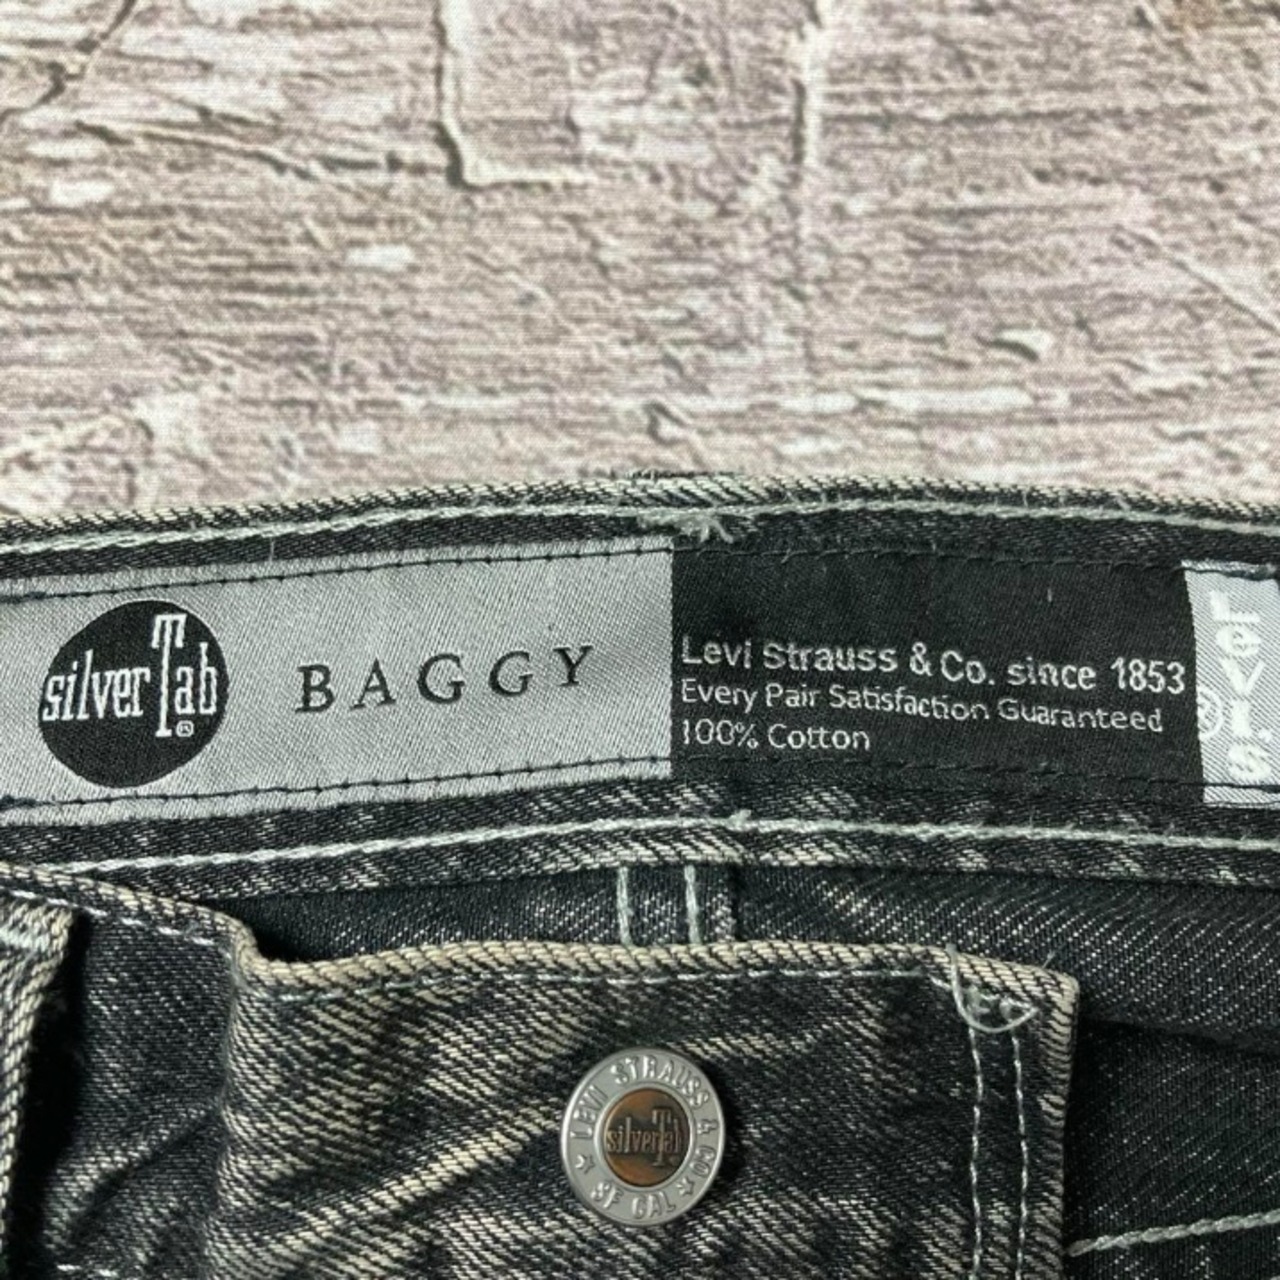 silverTab®
BAGGY
Levi Strauss & Co. since 1853
Every Pair Satisfaction Guaranteed
100% Cotton
Levi's®
LEVI STRAUSS & CO
SF CAL
silverTab